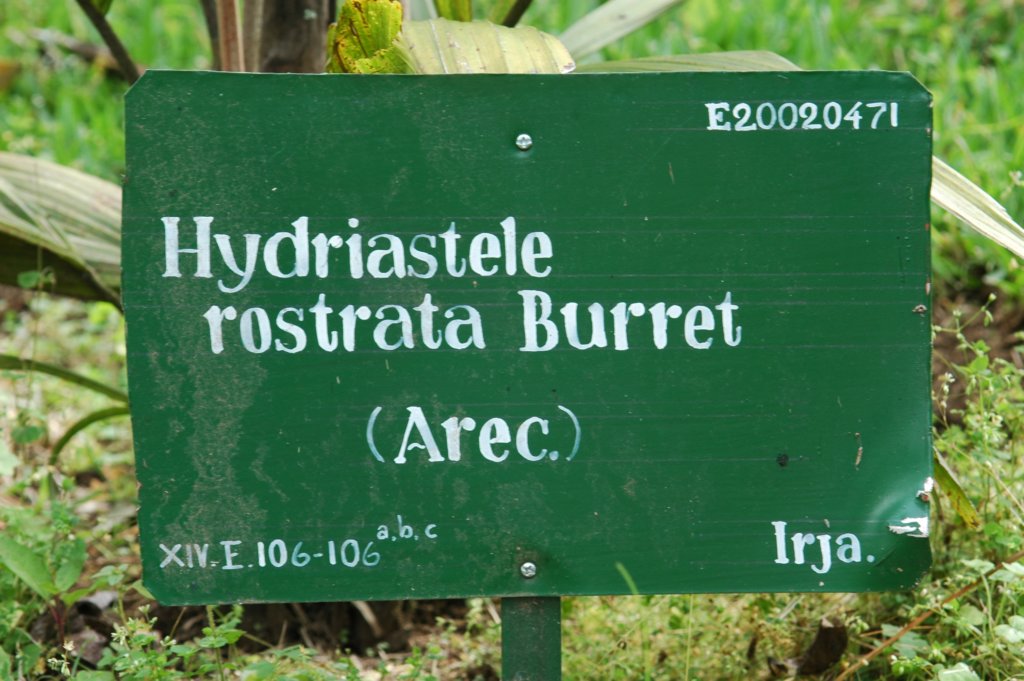 E20020471
Hydriastele
rostrata Burret
(Arec.)
XIV.E.106-106a,b,c
Irja.